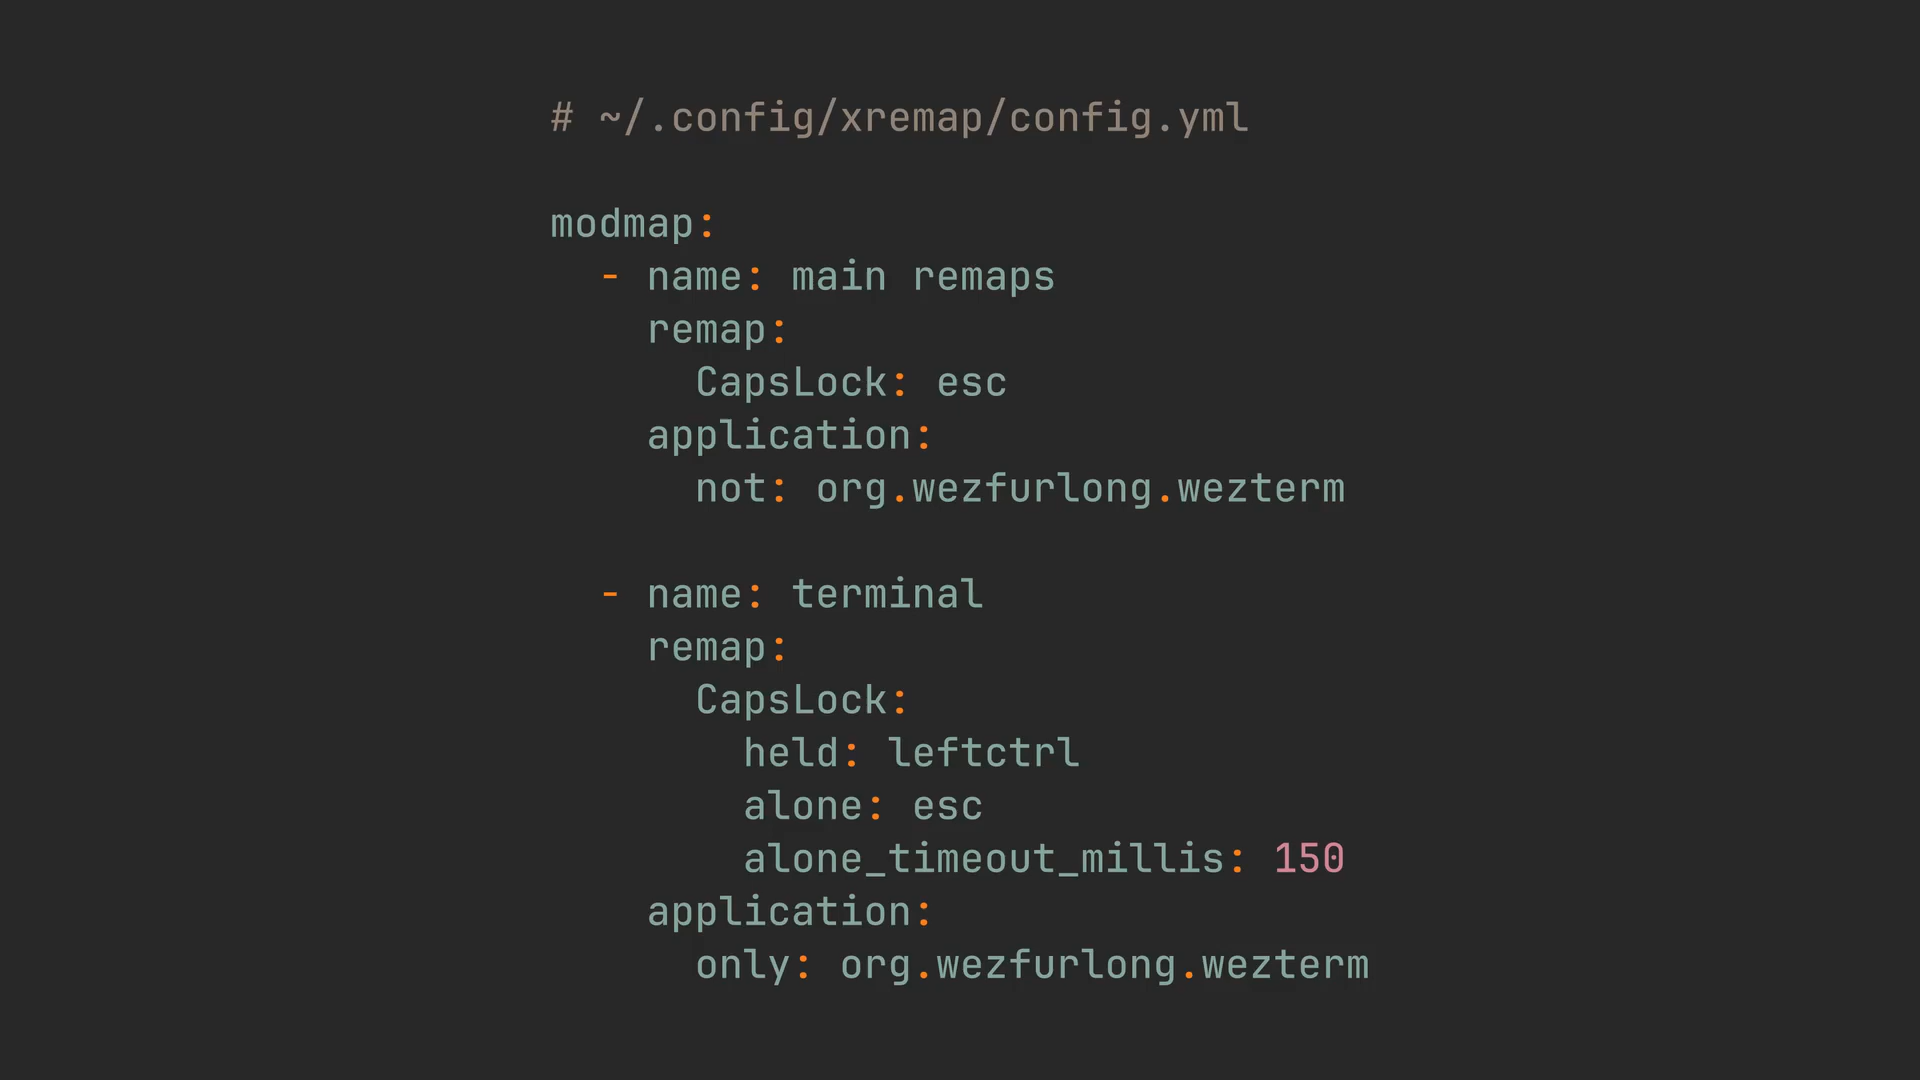 # ~/.config/xremap/config.yml

modmap:
  - name: main remaps
    remap:
      CapsLock: esc
    application:
      not: org.wezfurlong.wezterm

  - name: terminal
    remap:
      CapsLock:
        held: leftctrl
        alone: esc
        alone_timeout_millis: 150
    application:
      only: org.wezfurlong.wezterm